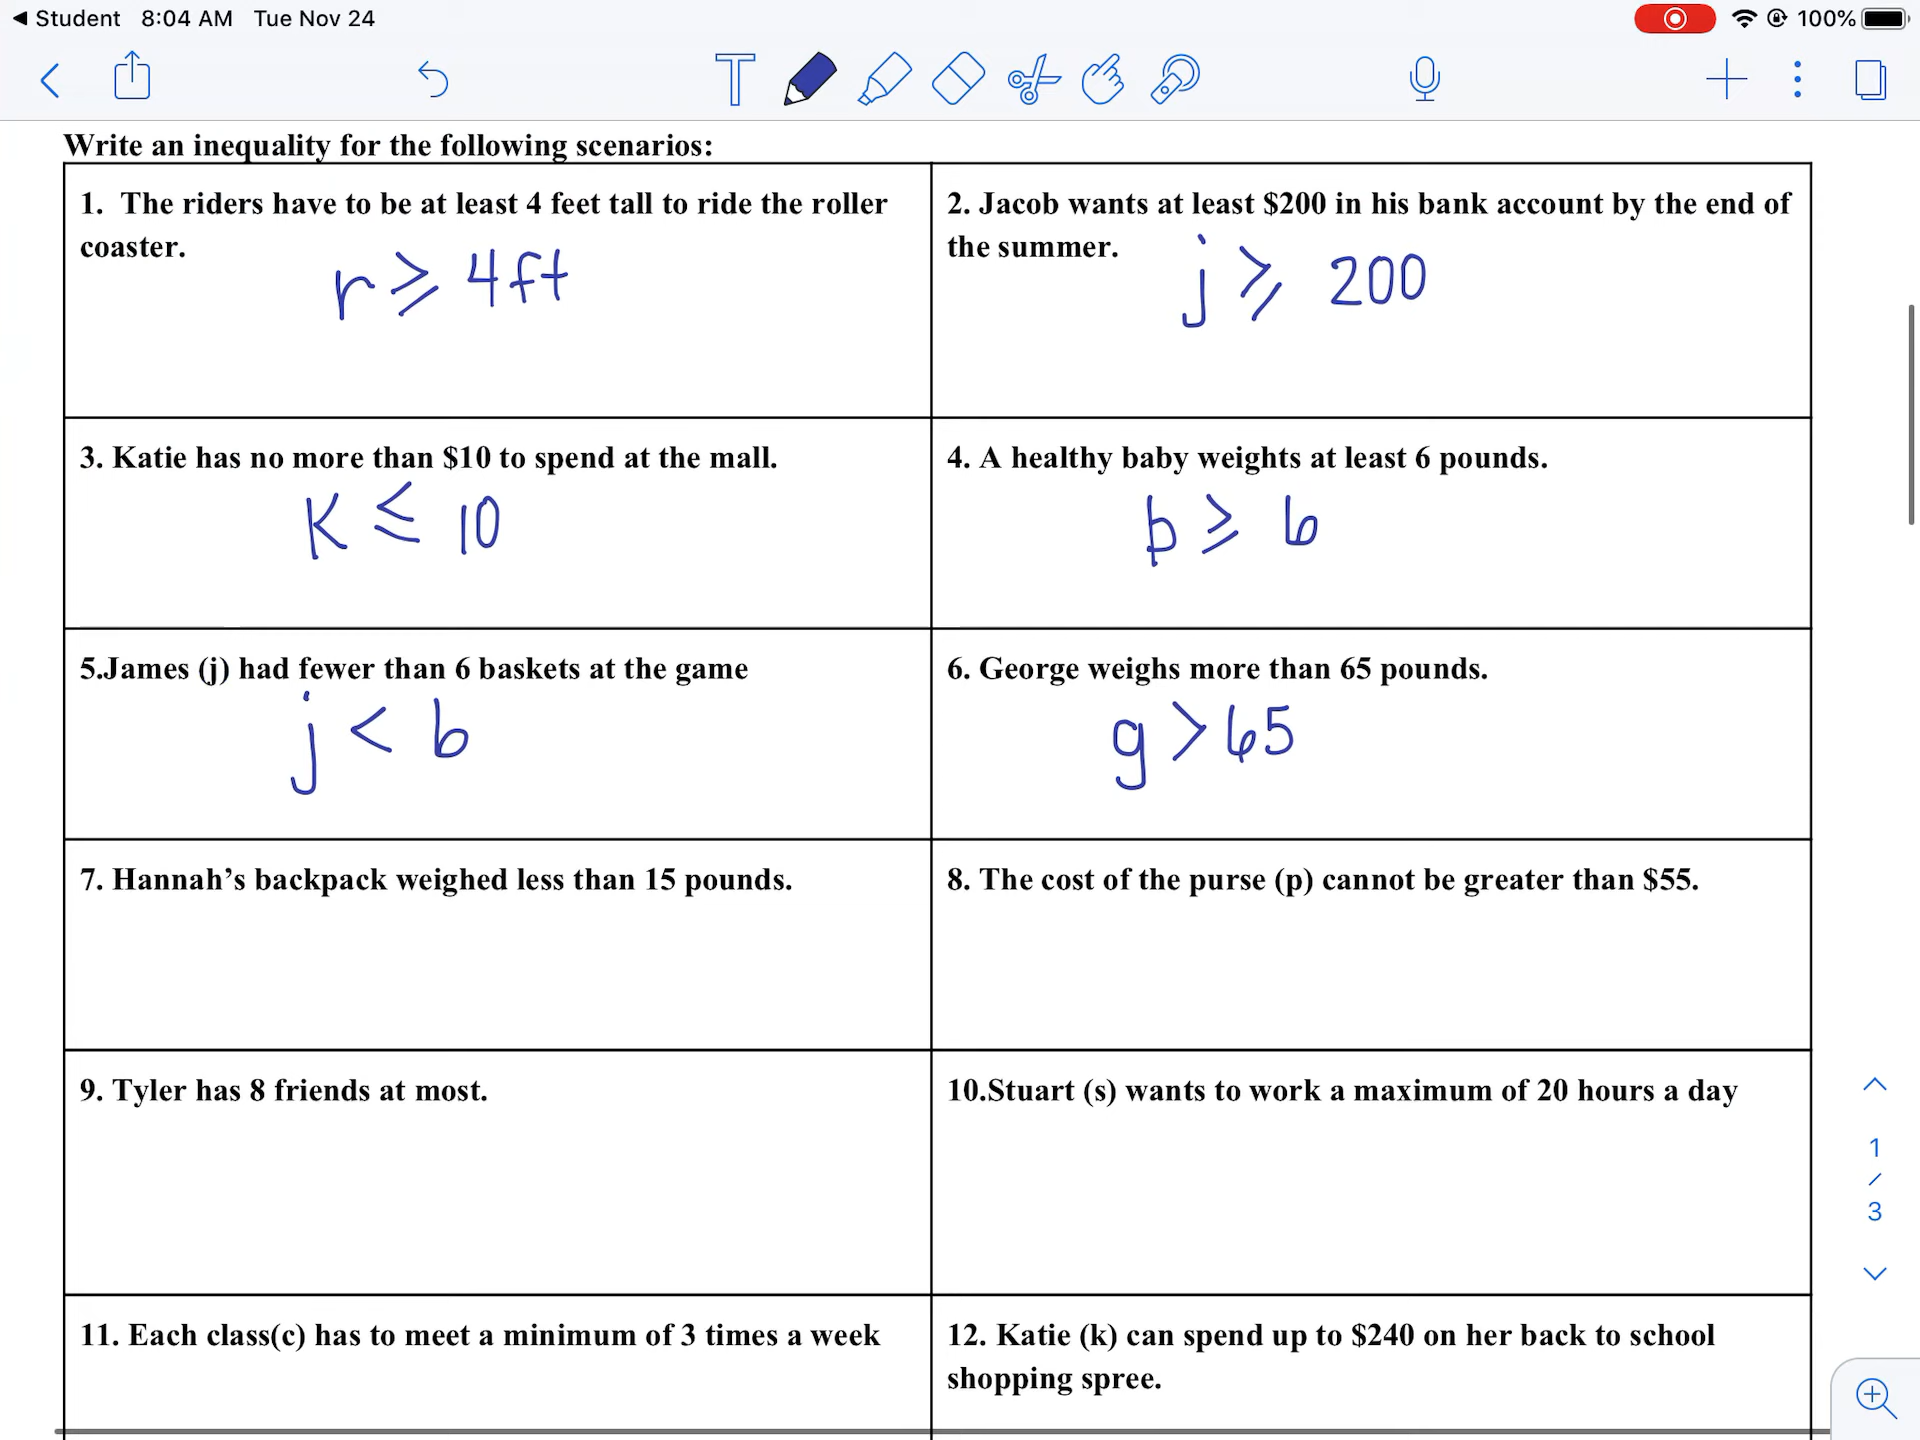 Student 8:04 AM Tue Nov 24
100%
T
Write an inequality for the following scenarios:
1. The riders have to be at least 4 feet tall to ride the roller
coaster.
r ≥ 4ft
2. Jacob wants at least $200 in his bank account by the end of
the summer.
j ≥ 200
3. Katie has no more than $10 to spend at the mall.
K ≤ 10
4. A healthy baby weights at least 6 pounds.
b ≥ 6
5.James (j) had fewer than 6 baskets at the game
j < 6
6. George weighs more than 65 pounds.
g > 65
7. Hannah’s backpack weighed less than 15 pounds.
8. The cost of the purse (p) cannot be greater than $55.
9. Tyler has 8 friends at most.
10.Stuart (s) wants to work a maximum of 20 hours a day
11. Each class(c) has to meet a minimum of 3 times a week
12. Katie (k) can spend up to $240 on her back to school
shopping spree.
1
/
3